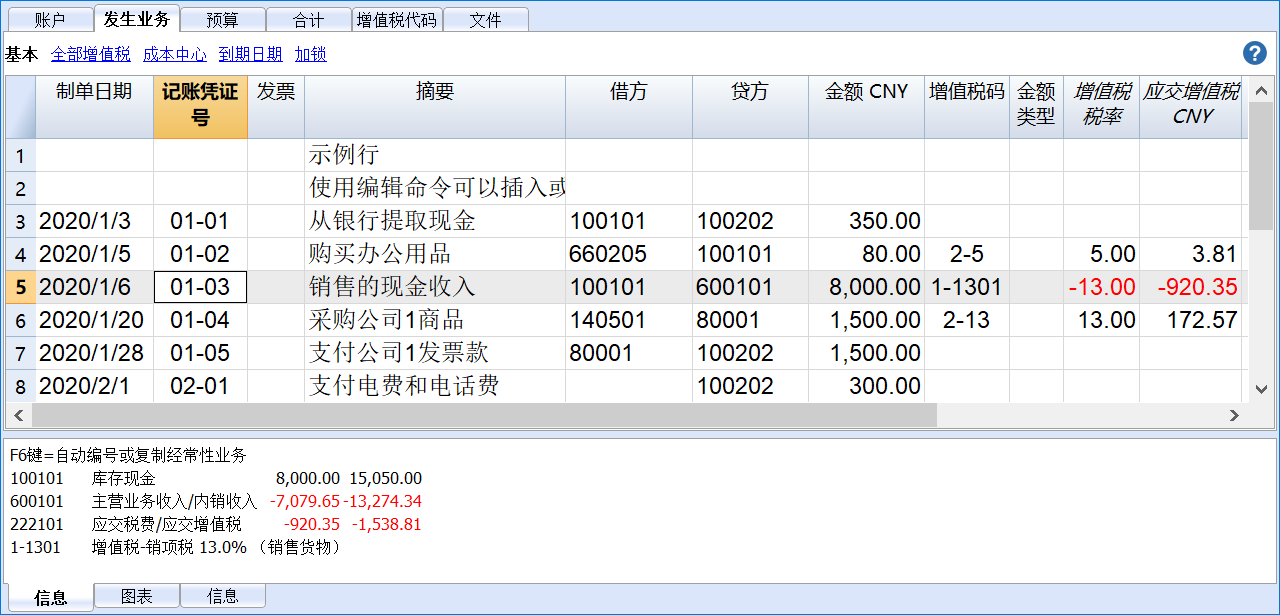 账户 发生业务 预算 合计 增值税代码 文件
基本 全部增值税 成本中心 到期日期 加锁 ?
制单日期 记账凭证号 发票 摘要 借方 贷方 金额 CNY 增值税码 金额类型 增值税税率 应交增值税 CNY
1 示例行
2 使用编辑命令可以插入或
3 2020/1/3 01-01 从银行提取现金 100101 100202 350.00
4 2020/1/5 01-02 购买办公用品 660205 100101 80.00 2-5 5.00 3.81
5 2020/1/6 01-03 销售的现金收入 100101 600101 8,000.00 1-1301 -13.00 -920.35
6 2020/1/20 01-04 采购公司1商品 140501 80001 1,500.00 2-13 13.00 172.57
7 2020/1/28 01-05 支付公司1发票款 80001 100202 1,500.00
8 2020/2/1 02-01 支付电费和电话费 100202 300.00
F6键=自动编号或复制经常性业务
100101 库存现金 8,000.00 15,050.00
600101 主营业务收入/内销收入 -7,079.65 -13,274.34
222101 应交税费/应交增值税 -920.35 -1,538.81
1-1301 增值税-销项税 13.0% （销售货物）
信息 图表 信息